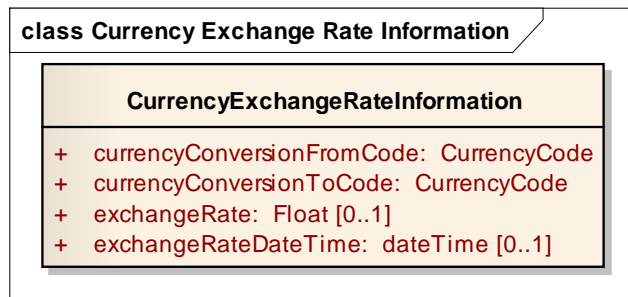 class Currency Exchange Rate Information
CurrencyExchangeRateInformation
+ currencyConversionFromCode: CurrencyCode
+ currencyConversionToCode: CurrencyCode
+ exchangeRate: Float [0..1]
+ exchangeRateDateTime: dateTime [0..1]